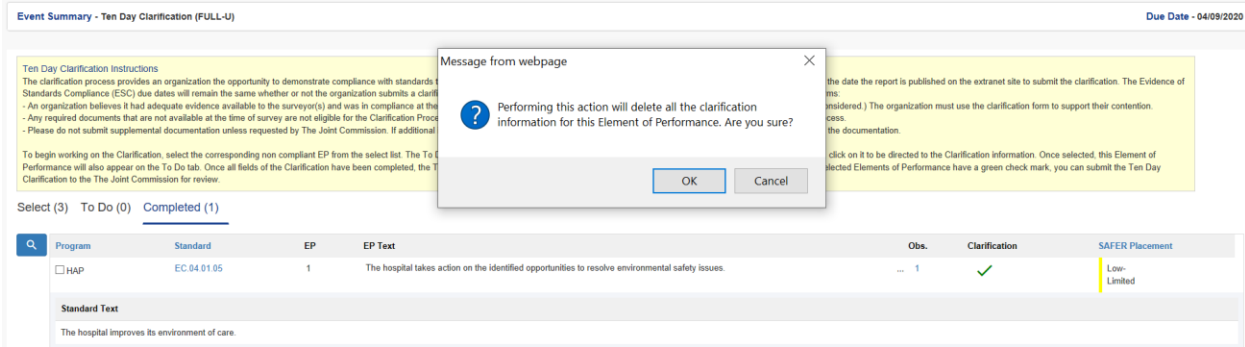 Event Summary - Ten Day Clarification (FULL-U)
Due Date - 04/09/2020
Ten Day Clarification Instructions
The clarification process provides an organization the opportunity to demonstrate compliance with standards t
the date the report is published on the extranet site to submit the clarification. The Evidence of
Standards Compliance (ESC) due dates will remain the same whether or not the organization submits a clarifi
ms:
- An organization believes it had adequate evidence available to the surveyor(s) and was in compliance at the
onsidered.) The organization must use the clarification form to support their contention.
- Any required documents that are not available at the time of survey are not eligible for the Clarification Proce
cess.
- Please do not submit supplemental documentation unless requested by The Joint Commission. If additional
the documentation.
To begin working on the Clarification, select the corresponding non compliant EP from the select list. The To D
click on it to be directed to the Clarification information. Once selected, this Element of
Performance will also appear on the To Do tab. Once all fields of the Clarification have been completed, the T
elected Elements of Performance have a green check mark, you can submit the Ten Day
Clarification to the The Joint Commission for review.
Message from webpage
Performing this action will delete all the clarification
information for this Element of Performance. Are you sure?
OK Cancel
Select (3) To Do (0) Completed (1)
Program Standard EP EP Text Obs. Clarification SAFER Placement
HAP EC.04.01.05 1 The hospital takes action on the identified opportunities to resolve environmental safety issues. ... 1 Low-
Limited
Standard Text
The hospital improves its environment of care.